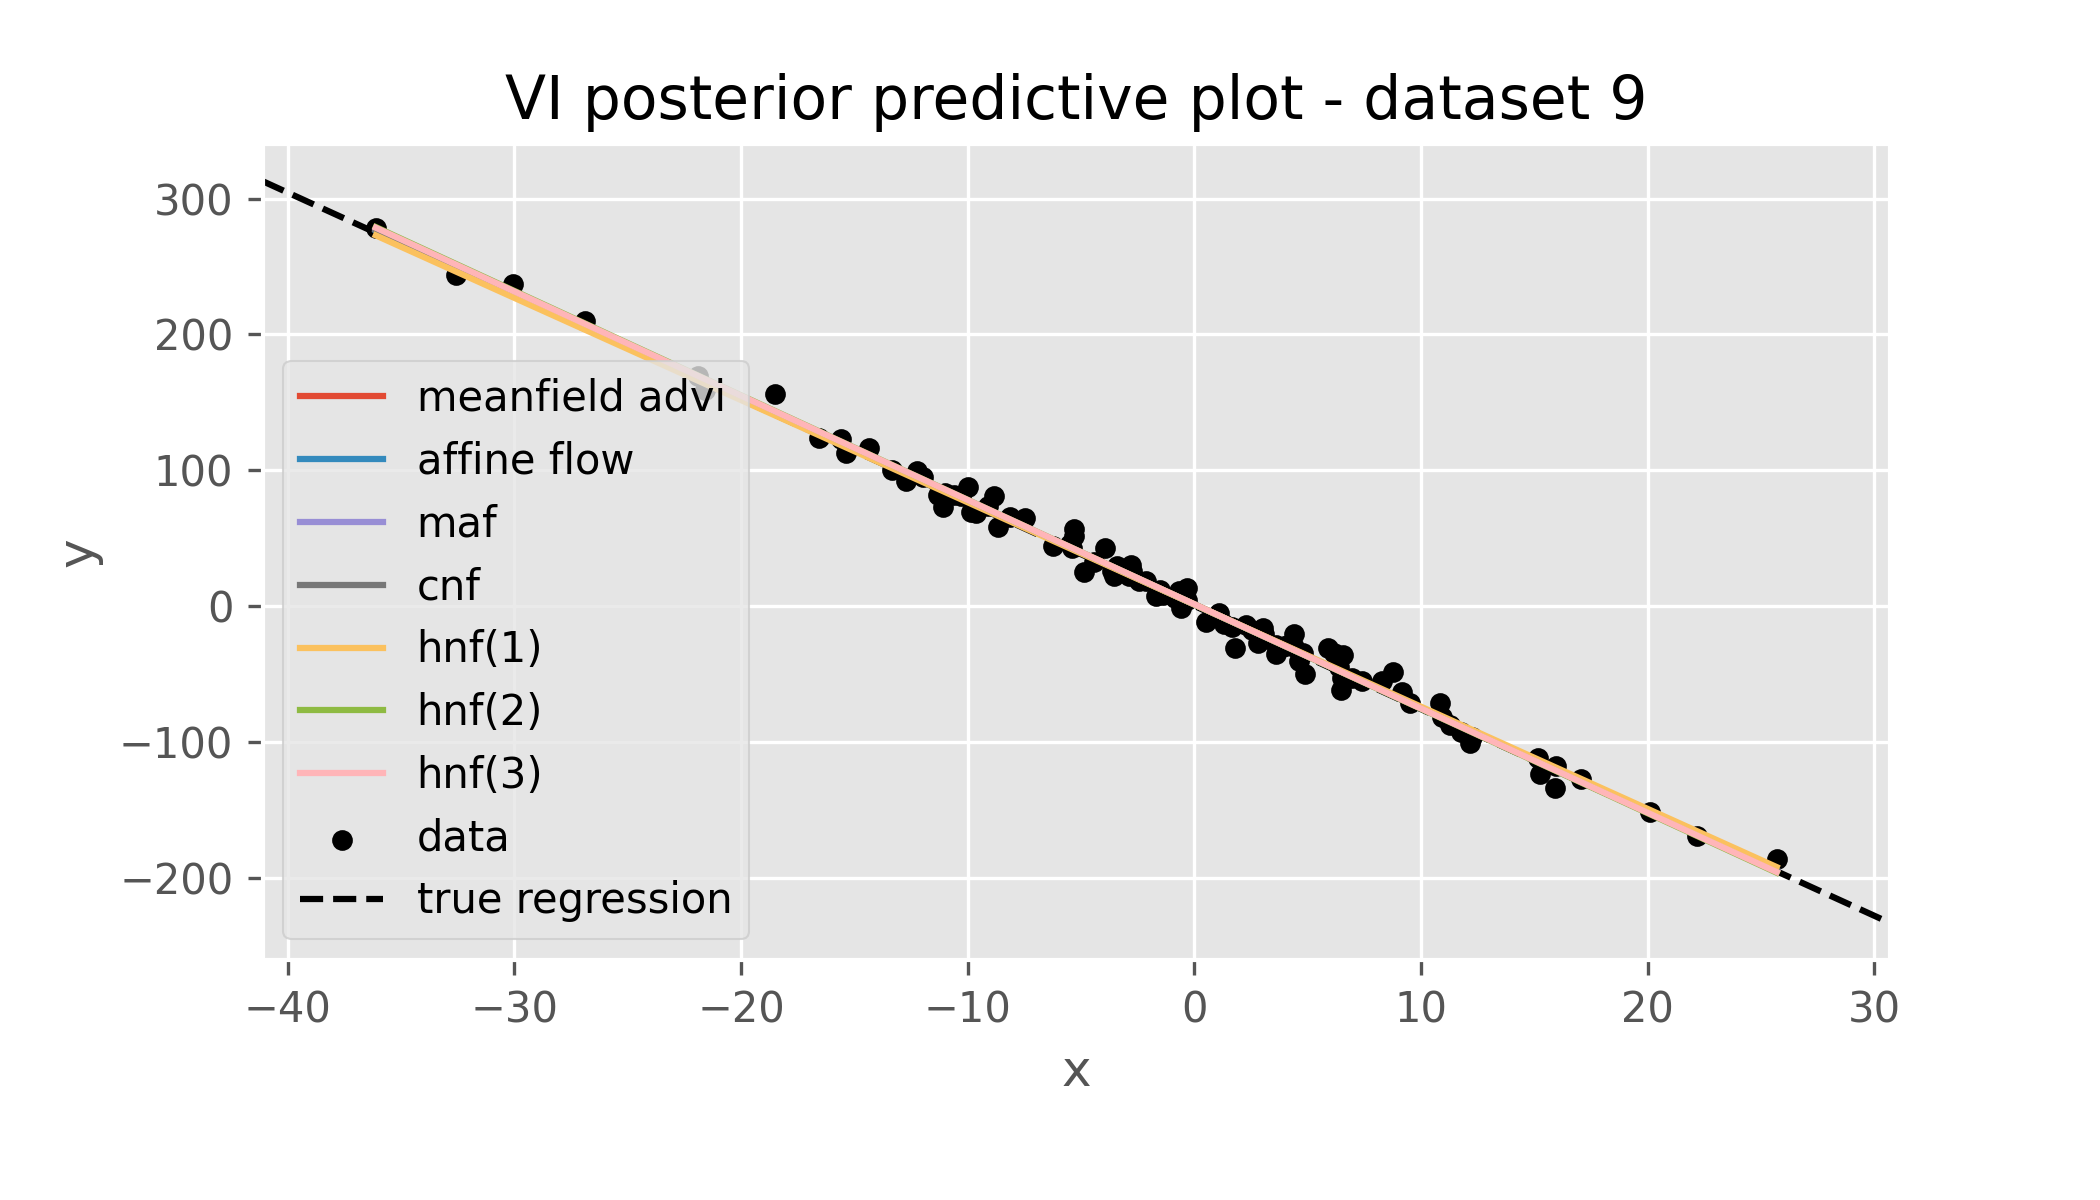 VI posterior predictive plot - dataset 9
300
200
100
0
−100
−200
y
meanfield advi
affine flow
maf
cnf
hnf(1)
hnf(2)
hnf(3)
data
true regression
−40 −30 −20 −10 0 10 20 30
x